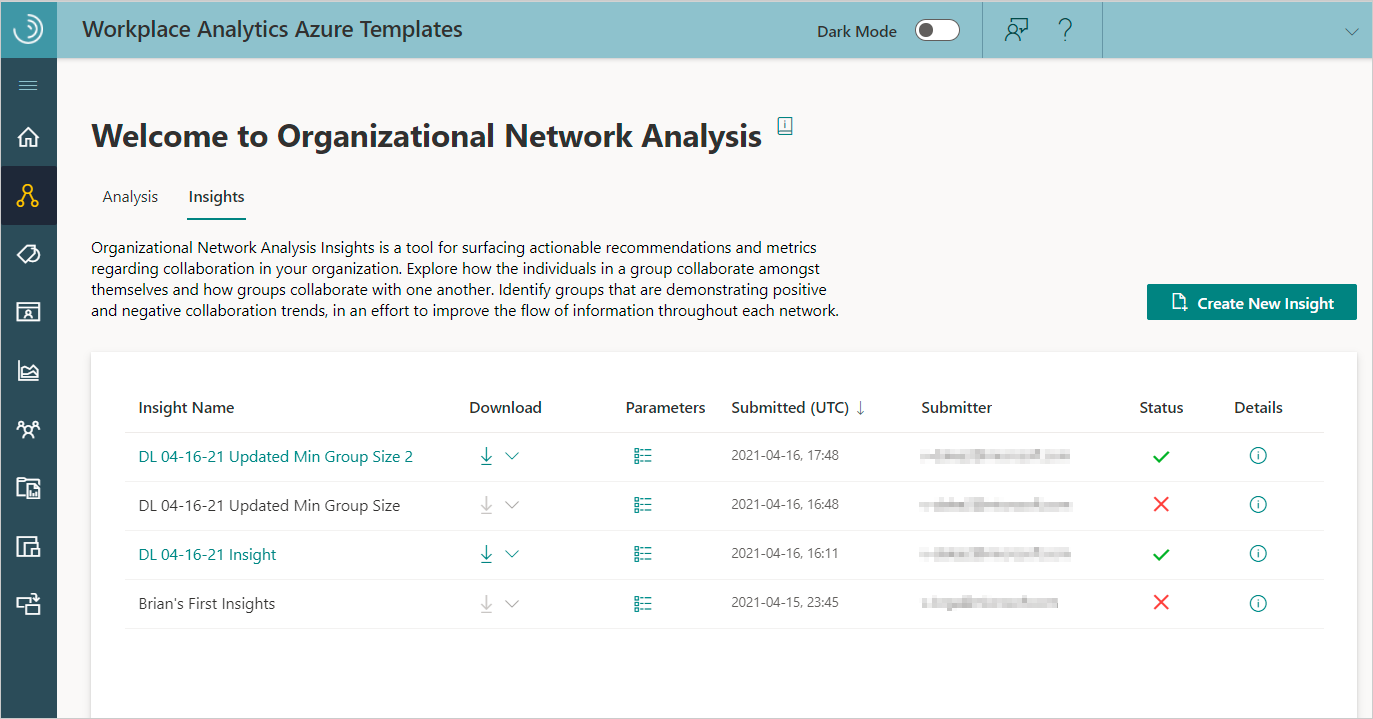 Workplace Analytics Azure Templates
Dark Mode
Welcome to Organizational Network Analysis
Analysis Insights
Organizational Network Analysis Insights is a tool for surfacing actionable recommendations and metrics
regarding collaboration in your organization. Explore how the individuals in a group collaborate amongst
themselves and how groups collaborate with one another. Identify groups that are demonstrating positive
and negative collaboration trends, in an effort to improve the flow of information throughout each network.
Create New Insight
Insight Name Download Parameters Submitted (UTC) ↓ Submitter Status Details
DL 04-16-21 Updated Min Group Size 2 2021-04-16, 17:48
DL 04-16-21 Updated Min Group Size 2021-04-16, 16:48
DL 04-16-21 Insight 2021-04-16, 16:11
Brian's First Insights 2021-04-15, 23:45